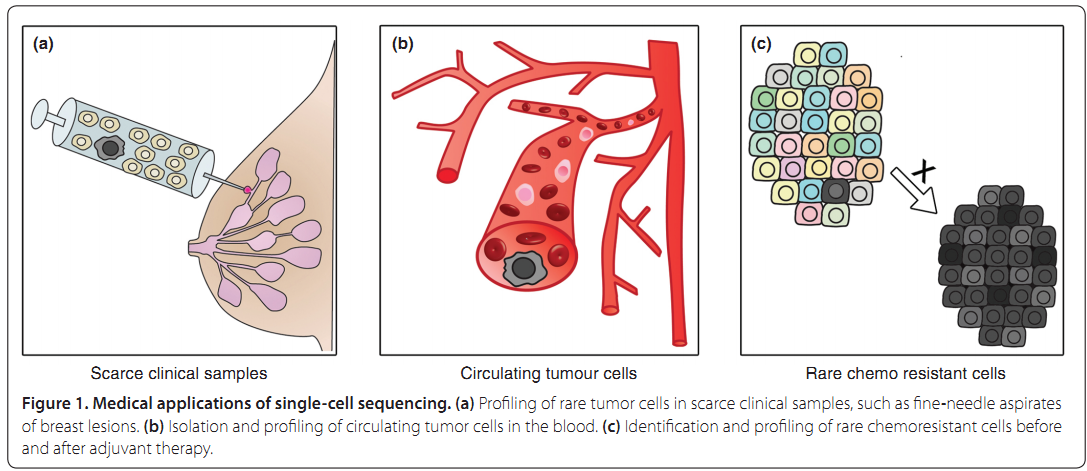 (a)
(b)
(c)
X
Scarce clinical samples
Circulating tumour cells
Rare chemo resistant cells
Figure 1. Medical applications of single-cell sequencing. (a) Profiling of rare tumor cells in scarce clinical samples, such as fine-needle aspirates
of breast lesions. (b) Isolation and profiling of circulating tumor cells in the blood. (c) Identification and profiling of rare chemoresistant cells before
and after adjuvant therapy.